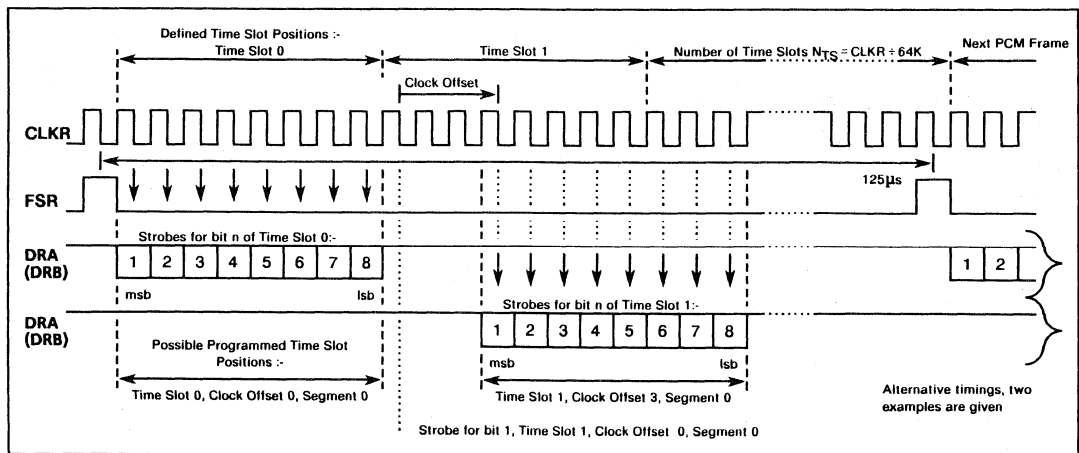 Defined Time Slot Positions :-
Time Slot 0
Time Slot 1
Number of Time Slots NTS = CLKR ÷ 64K
Next PCM Frame
Clock Offset
CLKR
125µs
FSR
Strobes for bit n of Time Slot 0:-
DRA
(DRB)
1 2 3 4 5 6 7 8
1 2
msb
lsb
Strobes for bit n of Time Slot 1:-
DRA
(DRB)
1 2 3 4 5 6 7 8
msb
lsb
Possible Programmed Time Slot
Positions :-
Time Slot 0, Clock Offset 0, Segment 0
Time Slot 1, Clock Offset 3, Segment 0
Alternative timings, two
examples are given
Strobe for bit 1, Time Slot 1, Clock Offset 0, Segment 0